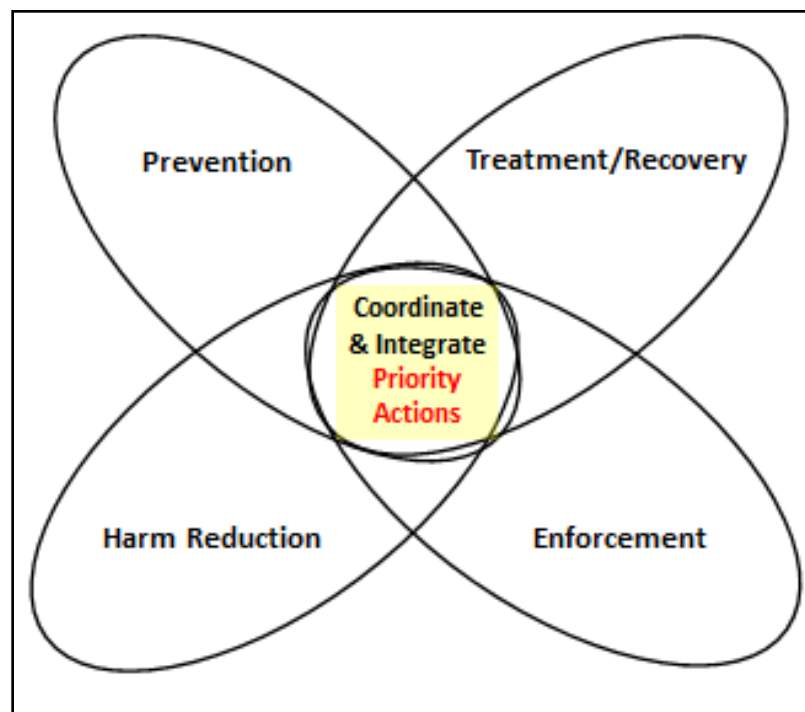 Prevention
Treatment/Recovery
Coordinate
& Integrate
Priority
Actions
Harm Reduction
Enforcement